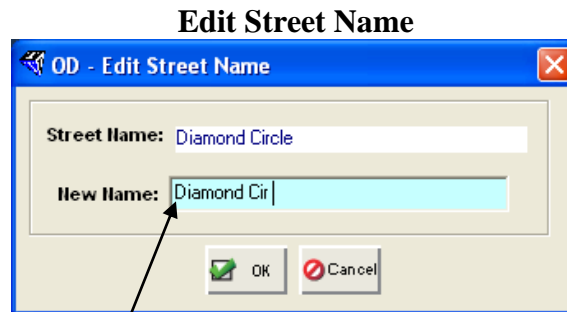 Edit Street Name
OD - Edit Street Name
Street Name: Diamond Circle
New Name: Diamond Cir
OK Cancel